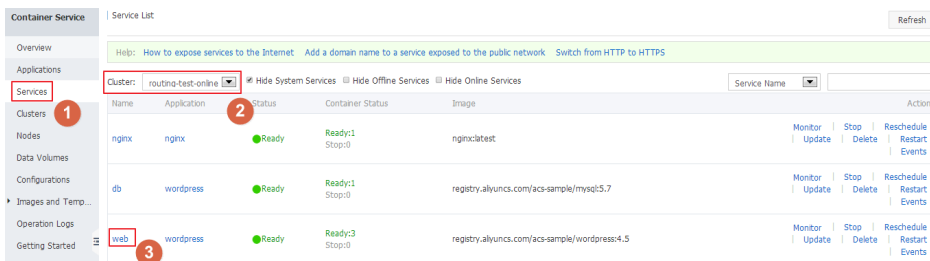 Container Service
Service List
Refresh
Overview
Help: How to expose services to the Internet Add a domain name to a service exposed to the public network Switch from HTTP to HTTPS
Applications
Cluster: routing-test-online Hide System Services Hide Offline Services Hide Online Services Service Name
Services
1
2
Name Application Status Container Status Image Action
Clusters
Nodes
nginx nginx Ready Ready:1 Stop:0 nginx:latest Monitor Stop Reschedule Update Delete Restart Events
Data Volumes
Configurations
db wordpress Ready Ready:1 Stop:0 registry.aliyuncs.com/acs-sample/mysql:5.7 Monitor Stop Reschedule Update Delete Restart Events
Images and Temp...
Operation Logs
Getting Started
web wordpress Ready Ready:3 Stop:0 registry.aliyuncs.com/acs-sample/wordpress:4.5 Monitor Stop Reschedule Update Delete Restart Events
3